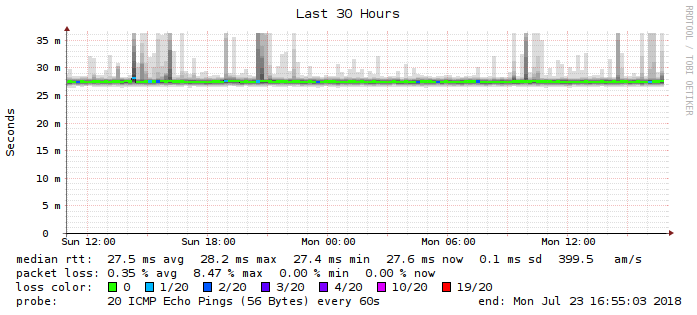 Last 30 Hours
RRDTOOL / TOBI OETIKER
Seconds
35 m
30 m
25 m
20 m
15 m
10 m
5 m
0
Sun 12:00 Sun 18:00 Mon 00:00 Mon 06:00 Mon 12:00
median rtt: 27.5 ms avg 28.2 ms max 27.4 ms min 27.6 ms now 0.1 ms sd 399.5 am/s
packet loss: 0.35 % avg 8.47 % max 0.00 % min 0.00 % now
loss color: 0 1/20 2/20 3/20 4/20 10/20 19/20
probe: 20 ICMP Echo Pings (56 Bytes) every 60s end: Mon Jul 23 16:55:03 2018